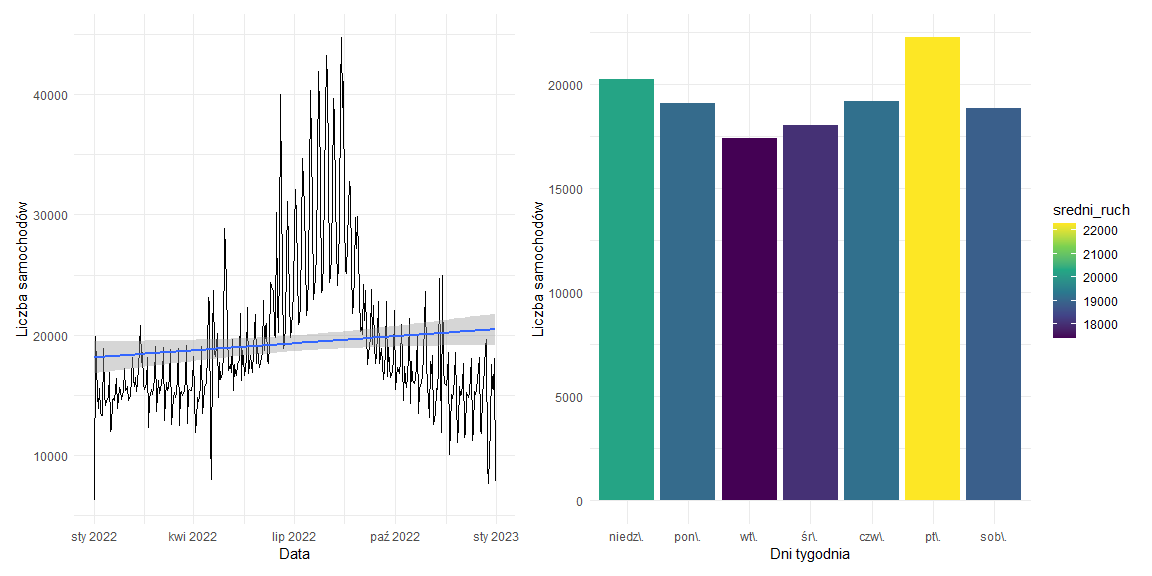 Liczba samochodów
40000
30000
20000
10000
sty 2022
kwi 2022
lip 2022
paź 2022
sty 2023
Data
Liczba samochodów
20000
15000
10000
5000
0
niedz\.
pon\.
wt\.
śr\.
czw\.
pt\.
sob\.
Dni tygodnia
sredni_ruch
22000
21000
20000
19000
18000